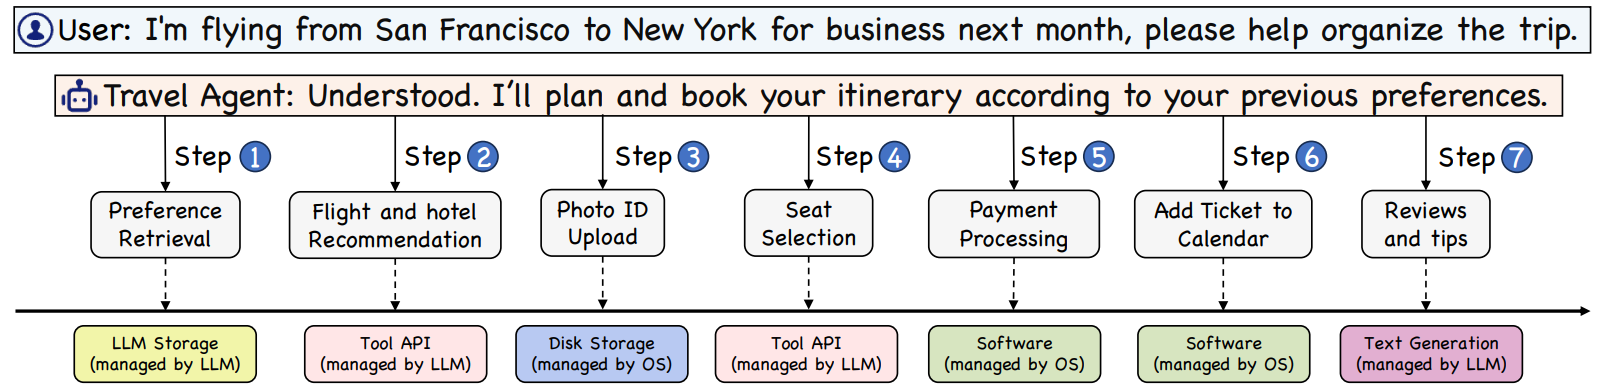 User: I'm flying from San Francisco to New York for business next month, please help organize the trip.
Travel Agent: Understood. I'll plan and book your itinerary according to your previous preferences.
Step 1
Step 2
Step 3
Step 4
Step 5
Step 6
Step 7
Preference
Retrieval
Flight and hotel
Recommendation
Photo ID
Upload
Seat
Selection
Payment
Processing
Add Ticket to
Calendar
Reviews
and tips
LLM Storage
(managed by LLM)
Tool API
(managed by LLM)
Disk Storage
(managed by OS)
Tool API
(managed by LLM)
Software
(managed by OS)
Software
(managed by OS)
Text Generation
(managed by LLM)